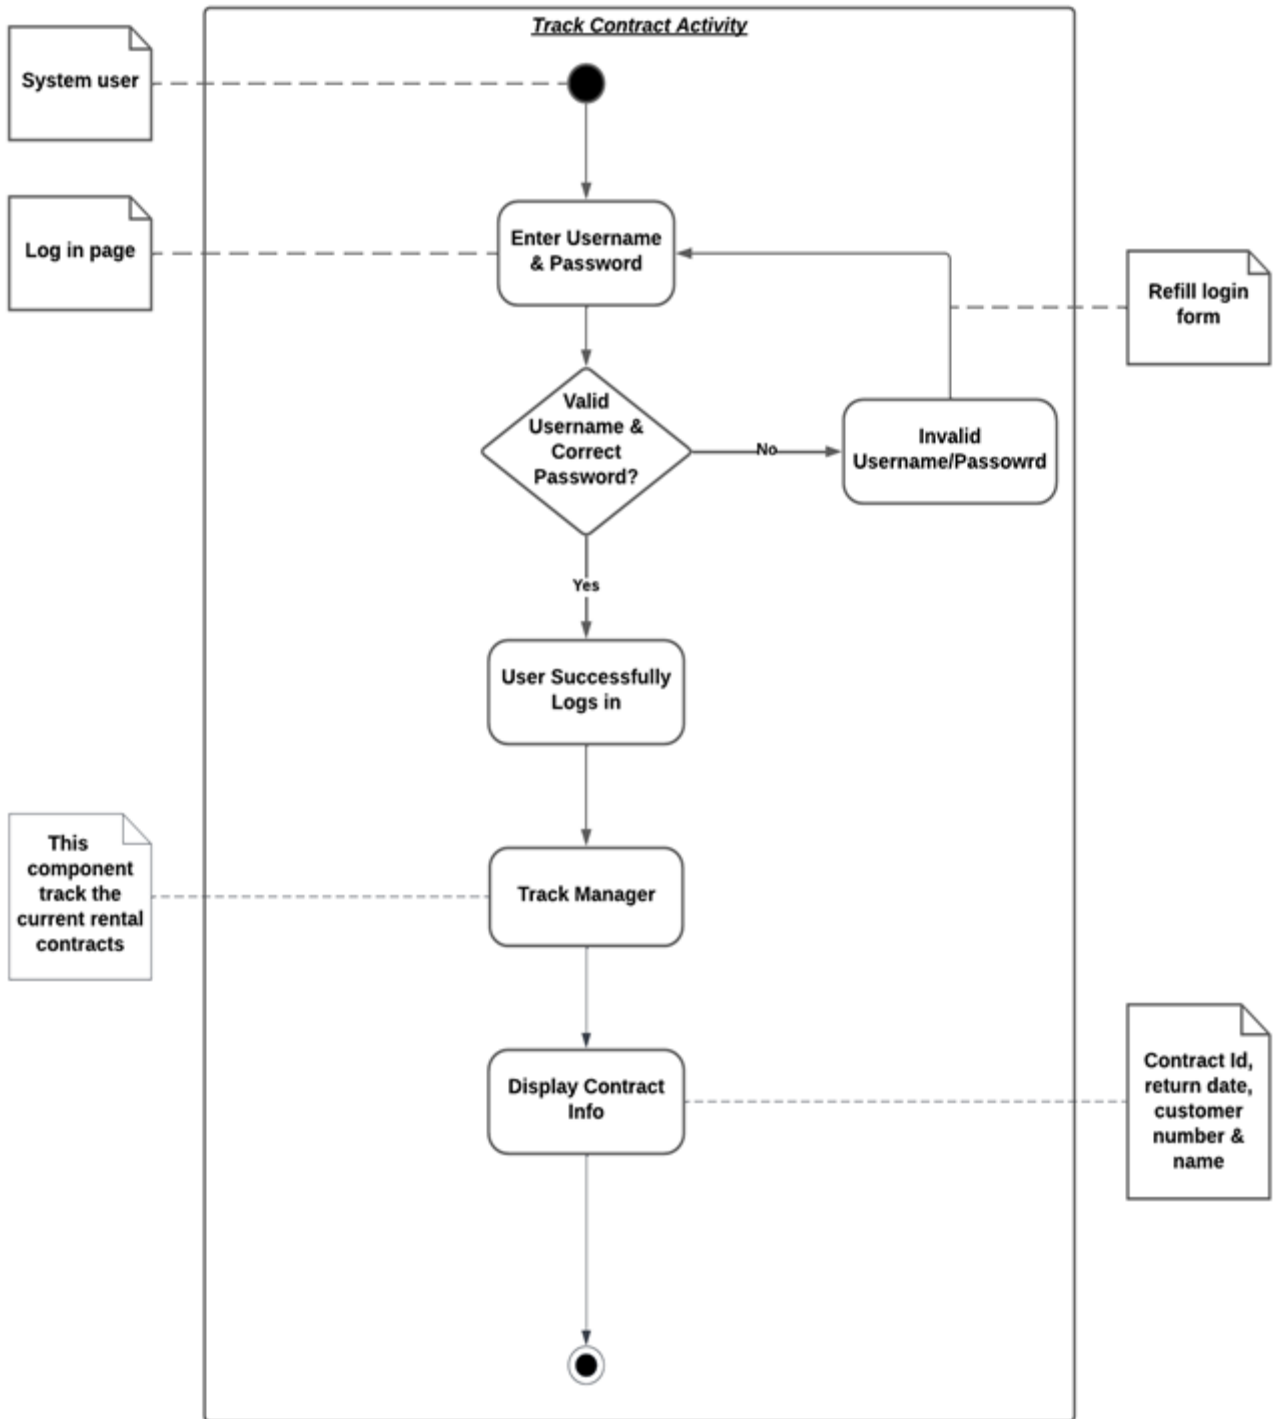 Track Contract Activity
System user
Log in page
Enter Username
& Password
Refill login
form
Valid
Username &
Correct
Password?
No
Invalid
Username/Passowrd
Yes
User Successfully
Logs in
This
component
track the
current rental
contracts
Track Manager
Display Contract
Info
Contract Id,
return date,
customer
number &
name